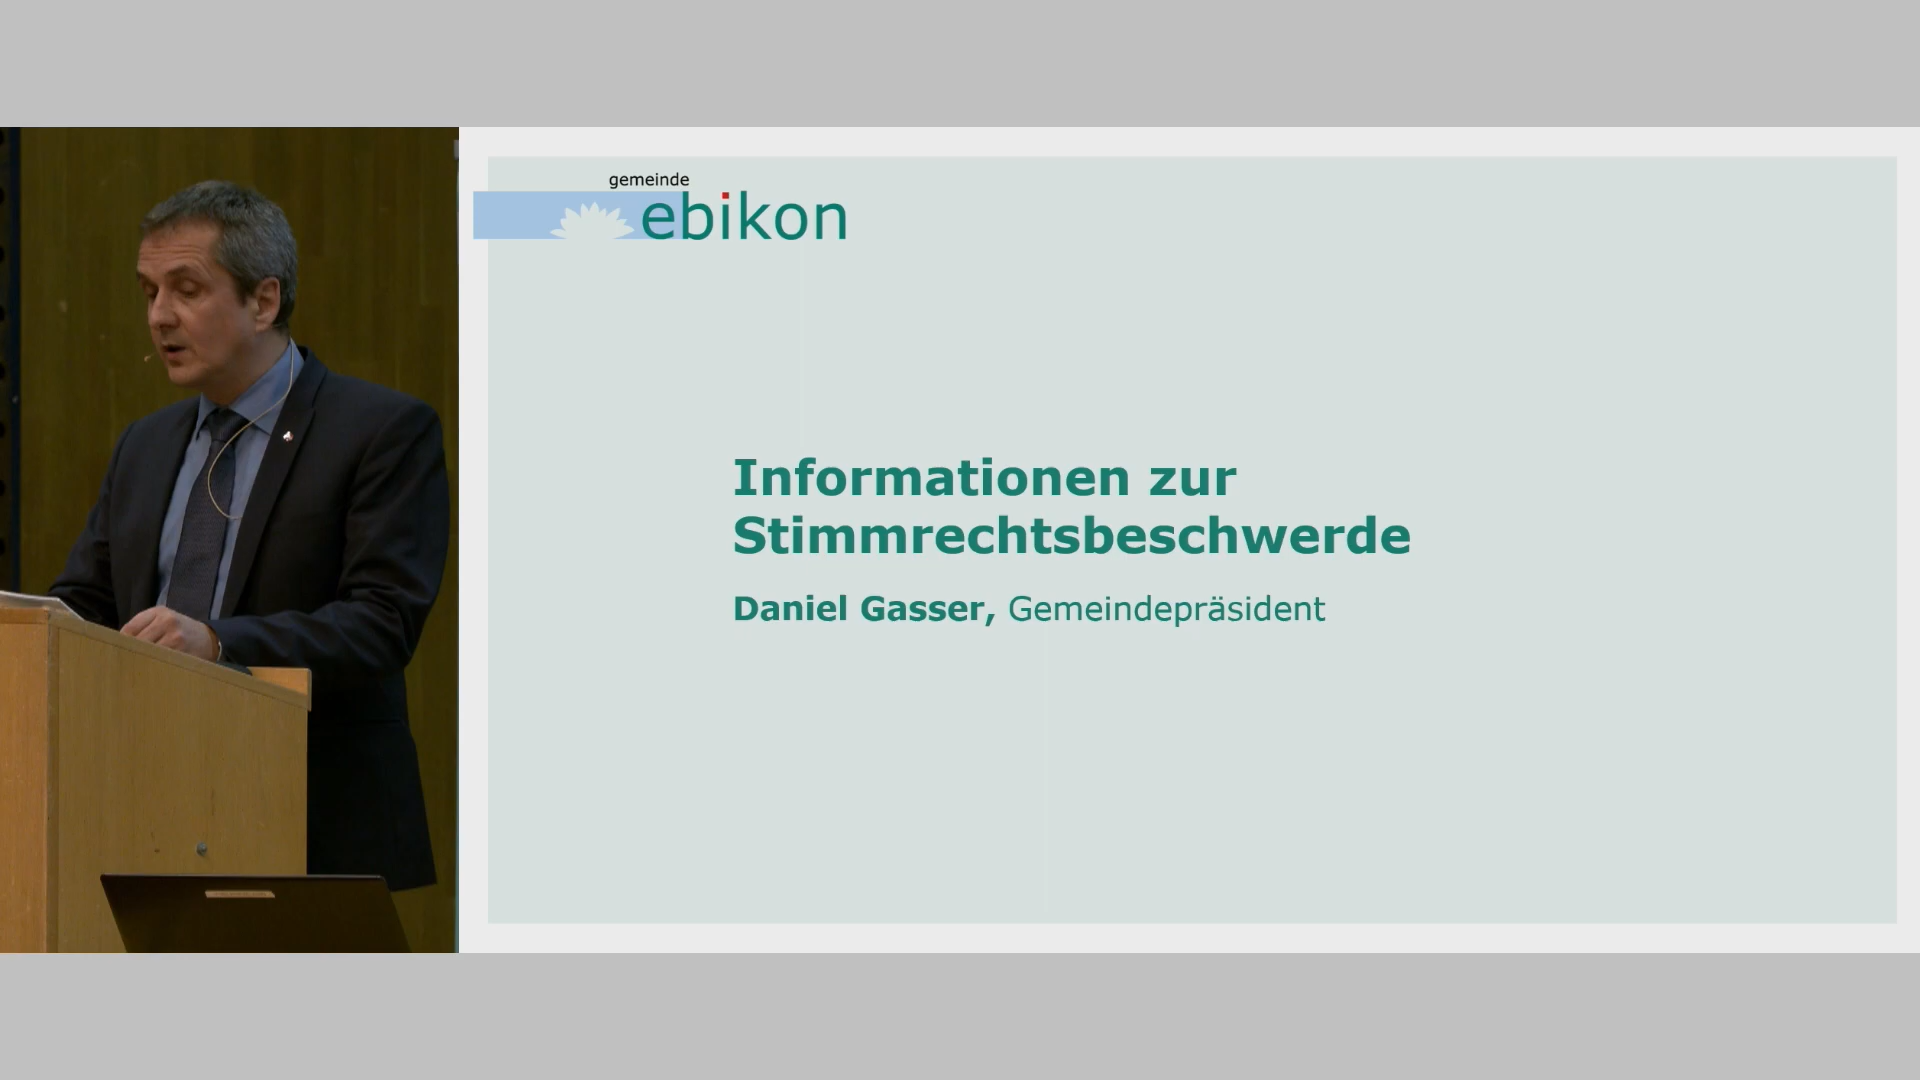 gemeinde
ebikon
Informationen zur
Stimmrechtsbeschwerde
Daniel Gasser, Gemeindepräsident